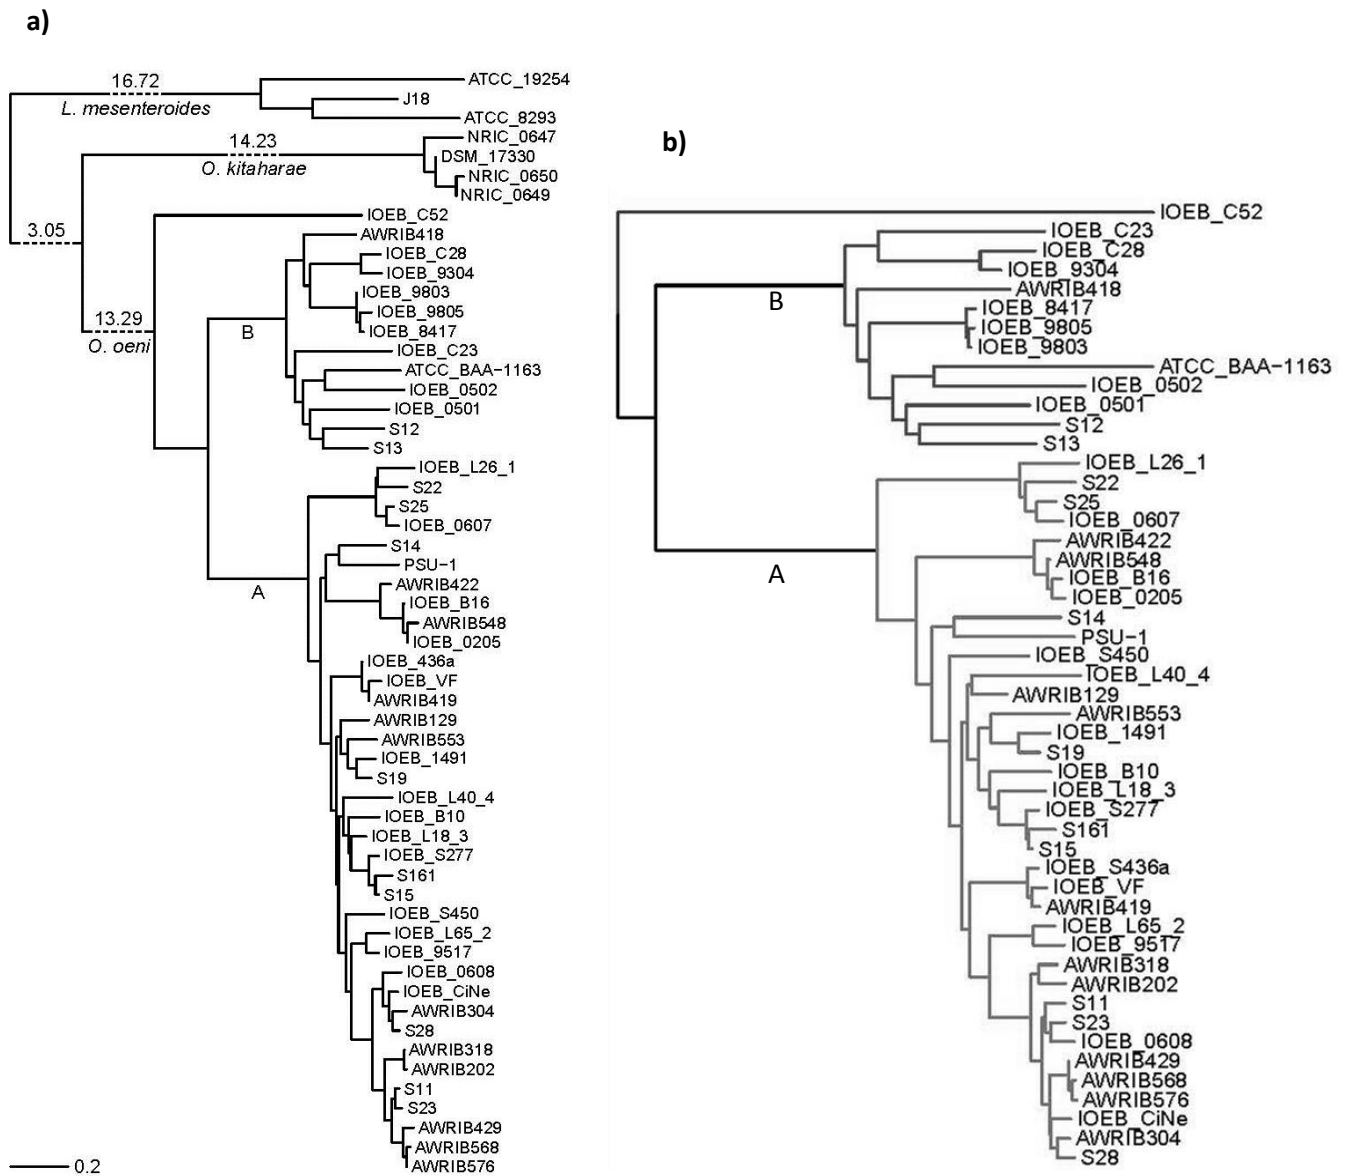 a)
16.72
L. mesenteroides
ATCC_19254
J18
ATCC_8293
14.23
O. kitaharae
NRIC_0647
DSM_17330
NRIC_0650
NRIC_0649
3.05
13.29
O. oeni
IOEB_C52
AWRIB418
IOEB_C28
IOEB_9304
IOEB_9803
IOEB_9805
IOEB_8417
B
IOEB_C23
ATCC_BAA-1163
IOEB_0502
IOEB_0501
S12
S13
IOEB_L26_1
S22
S25
IOEB_0607
S14
PSU-1
A
AWRIB422
IOEB_B16
AWRIB548
IOEB_0205
IOEB_436a
IOEB_VF
AWRIB419
AWRIB129
AWRIB553
IOEB_1491
S19
IOEB_L40_4
IOEB_B10
IOEB_L18_3
IOEB_S277
S161
S15
IOEB_S450
IOEB_L65_2
IOEB_9517
IOEB_0608
IOEB_CiNe
AWRIB304
S28
AWRIB318
AWRIB202
S11
S23
AWRIB429
AWRIB568
AWRIB576
0.2
b)
IOEB_C52
IOEB_C23
IOEB_C28
IOEB_9304
AWRIB418
B
IOEB_8417
IOEB_9805
IOEB_9803
ATCC_BAA-1163
IOEB_0502
IOEB_0501
S12
S13
IOEB_L26_1
S22
S25
IOEB_0607
AWRIB422
AWRIB548
A
IOEB_B16
IOEB_0205
S14
PSU-1
IOEB_S450
IOEB_L40_4
AWRIB129
AWRIB553
IOEB_1491
S19
IOEB_B10
IOEB_L18_3
IOEB_S277
S161
S15
IOEB_S436a
IOEB_VF
AWRIB419
IOEB_L65_2
IOEB_9517
AWRIB318
AWRIB202
S11
S23
IOEB_0608
AWRIB429
AWRIB568
AWRIB576
IOEB_CiNe
AWRIB304
S28